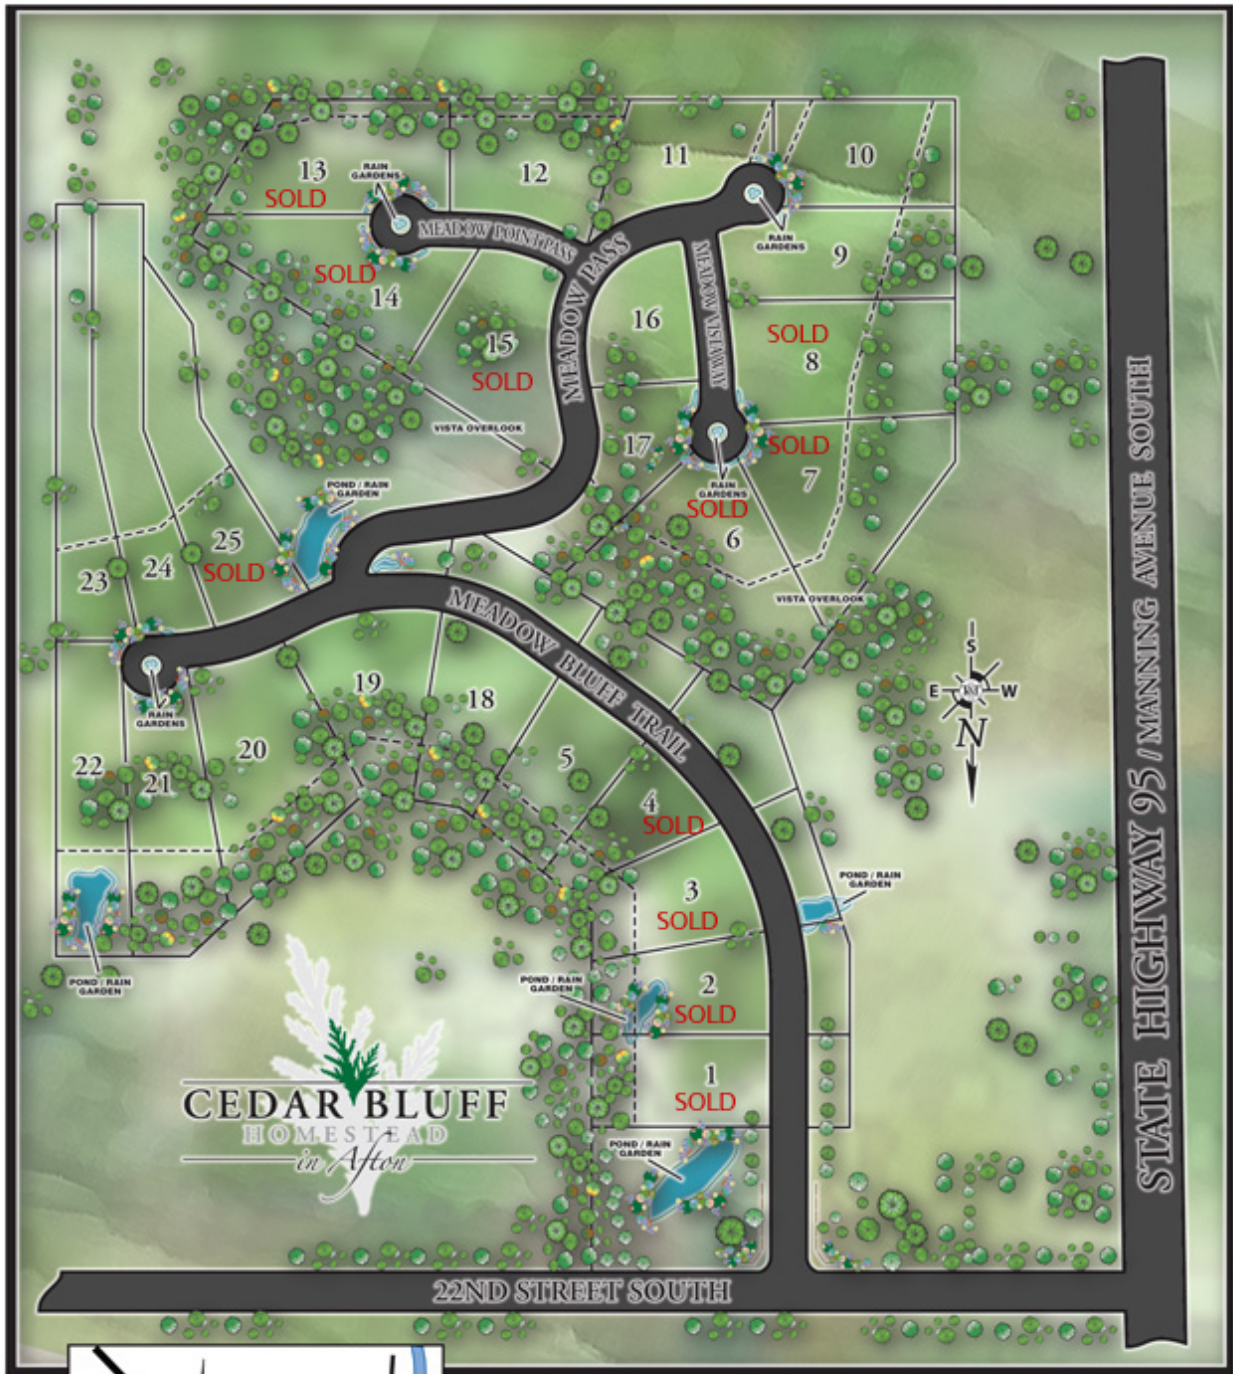 11
10
13
RAIN
GARDENS
12
SOLD
MEADOW POINT PASS
MEADOW PASS
RAIN
GARDENS
9
SOLD
14
MEADOW VISTA WAY
16
SOLD
8
15
SOLD
VISTA OVERLOOK
17
SOLD
7
POND / RAIN
GARDEN
RAIN
GARDENS
SOLD
6
25
SOLD
24
23
VISTA OVERLOOK
MEADOW BLUFF TRAIL
S
E
W
N
19
18
RAIN
GARDENS
20
22
21
5
4
SOLD
STATE HIGHWAY 95 / MANNING AVENUE SOUTH
POND / RAIN
GARDEN
3
SOLD
POND / RAIN
GARDEN
POND / RAIN
GARDEN
2
SOLD
1
SOLD
CEDAR BLUFF
HOMESTEAD
in Afton
POND / RAIN
GARDEN
22ND STREET SOUTH